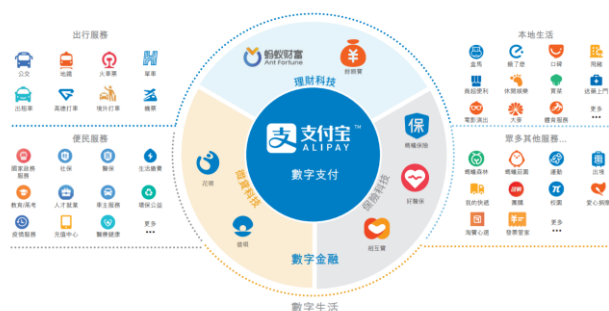 出行服務
公交
地鐵
火車票
單車
出租車
高德打車
境外打車
機票
便民服務
國家政務
服務
社保
醫保
生活繳費
教育/高考
人才就業
車主服務
環保公益
疫情服務
充值中心
醫療健康
更多
螞蟻財富
Ant Fortune
餘額寶
理財科技
支付宝™
ALIPAY
數字支付
微貸科技
花唄
借唄
保險科技
保
螞蟻保險
好醫保
相互寶
數字金融
數字生活
本地生活
盒馬
餓了麼
口碑
商超便利
休閒娛樂
買菜
送藥上門
電影演出
大麥
體育服務
更多
眾多其他服務...
螞蟻森林
螞蟻莊園
運動
出境
我的快遞
團購
校園
愛心捐贈
淘寶心選
發票管家
更多